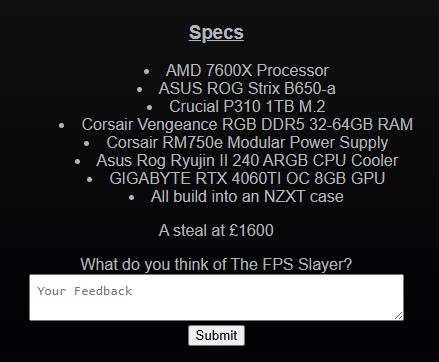 Specs
• AMD 7600X Processor
• ASUS ROG Strix B650-a
• Crucial P310 1TB M.2
• Corsair Vengeance RGB DDR5 32-64GB RAM
• Corsair RM750e Modular Power Supply
• Asus Rog Ryujin II 240 ARGB CPU Cooler
• GIGABYTE RTX 4060TI OC 8GB GPU
• All build into an NZXT case
A steal at £1600
What do you think of The FPS Slayer?
Your Feedback
Submit